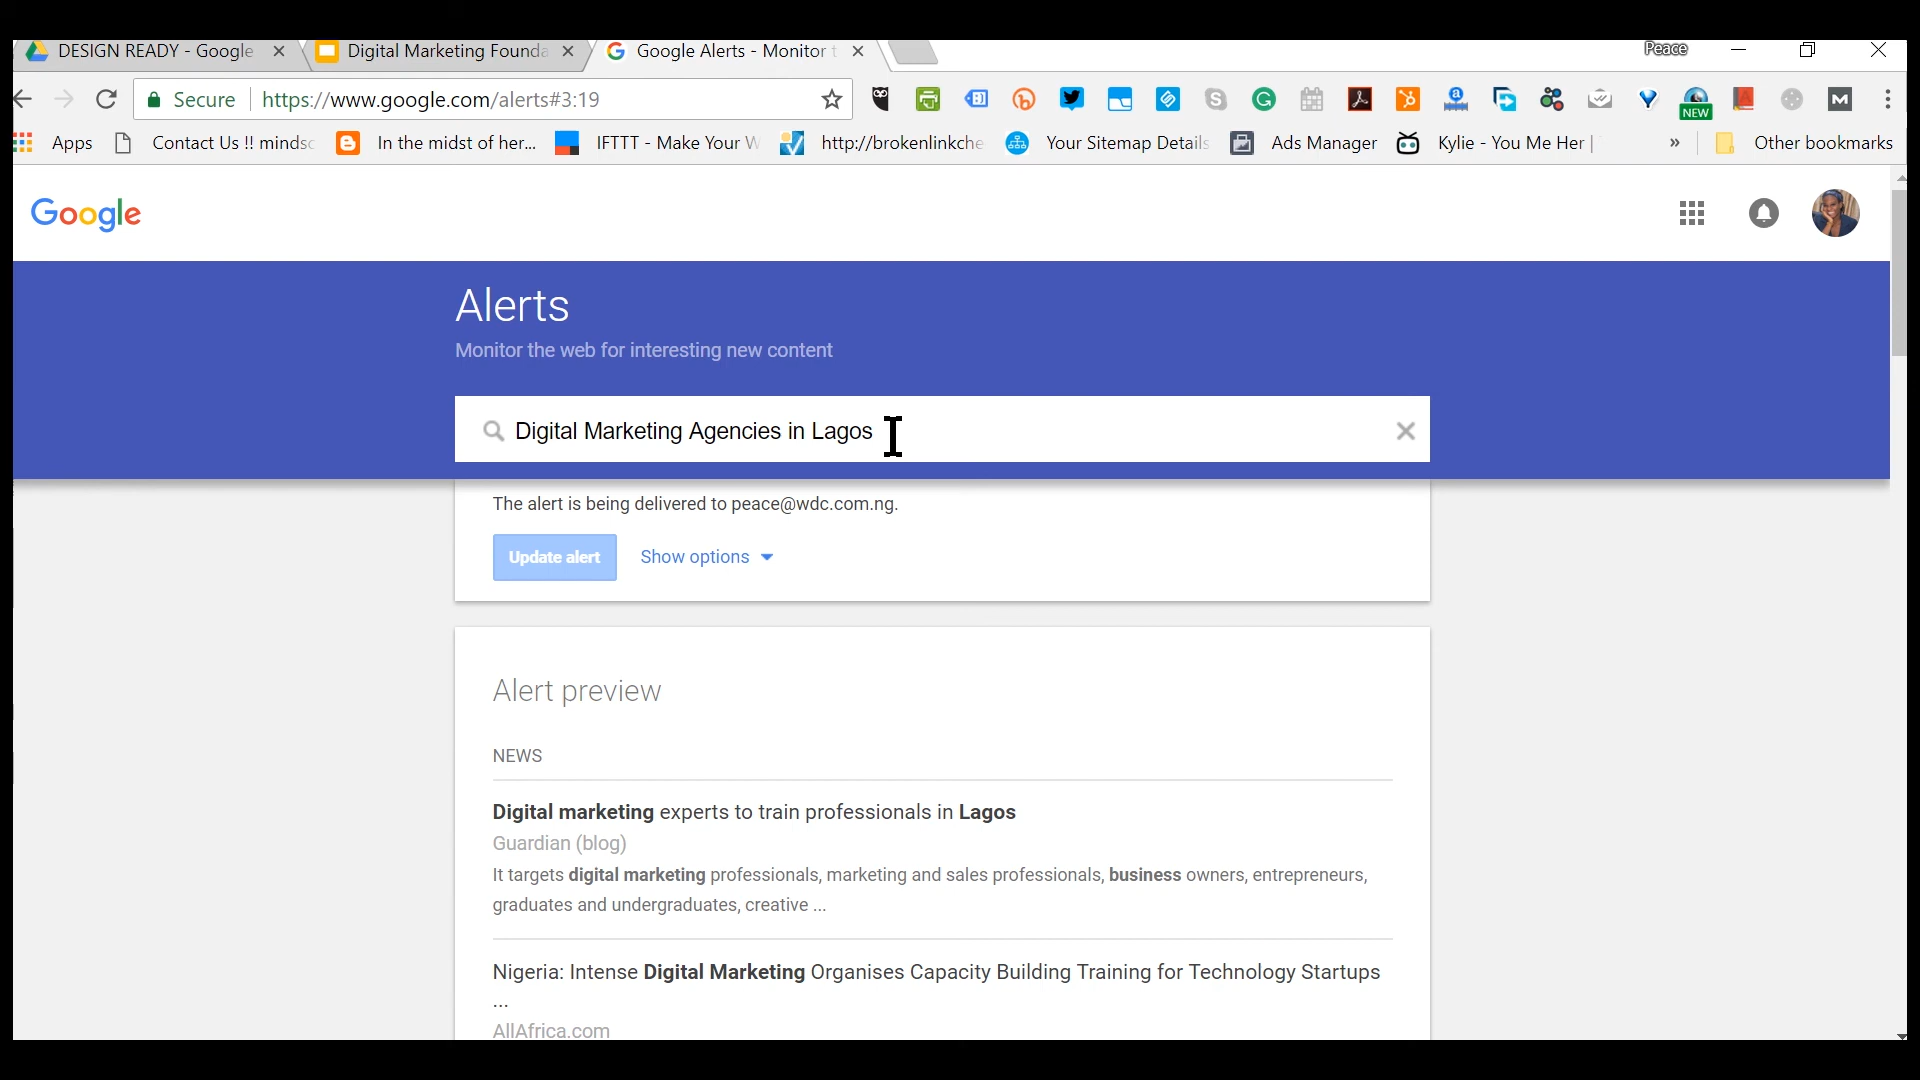 DESIGN READY - Google
Digital Marketing Founda
Google Alerts - Monitor t
Peace
Secure
https://www.google.com/alerts#3:19
NEW
Apps
Contact Us !! mindsc
In the midst of her...
IFTTT - Make Your W
http://brokenlinkche
Your Sitemap Details
Ads Manager
Kylie - You Me Her |
»
Other bookmarks
Google
Alerts
Monitor the web for interesting new content
Digital Marketing Agencies in Lagos
The alert is being delivered to peace@wdc.com.ng.
Update alert
Show options
Alert preview
NEWS
Digital marketing experts to train professionals in Lagos
Guardian (blog)
It targets digital marketing professionals, marketing and sales professionals, business owners, entrepreneurs,
graduates and undergraduates, creative ...
Nigeria: Intense Digital Marketing Organises Capacity Building Training for Technology Startups
...
AllAfrica.com